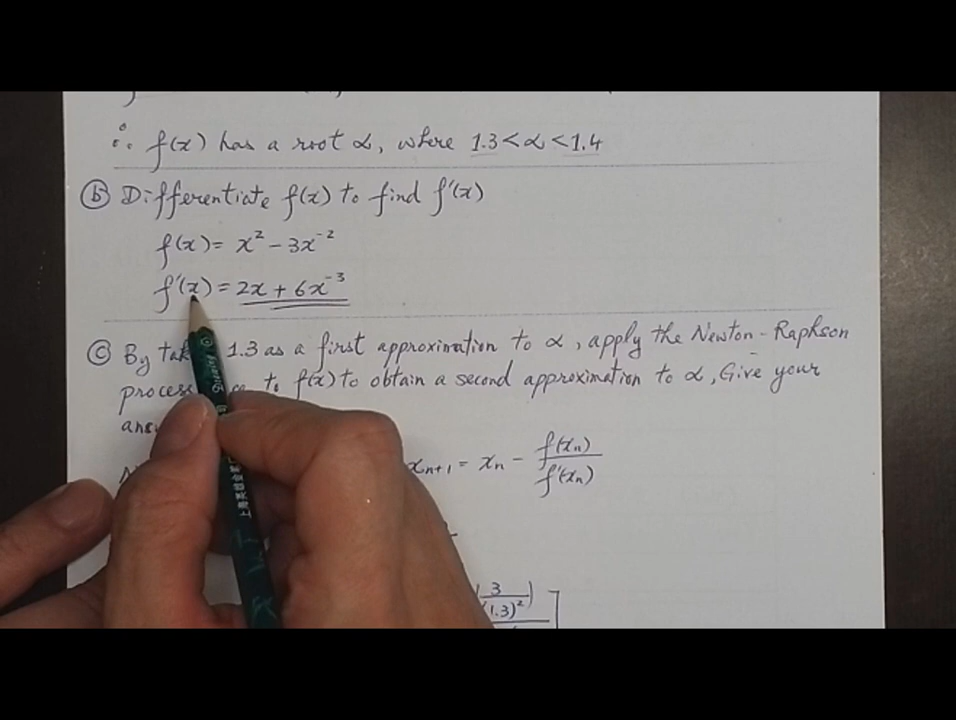 ∴ f(x) has a root α, where 1.3 < α < 1.4
ⓑ Differentiate f(x) to find f'(x)
f(x) = x² - 3x⁻²
f'(x) = 2x + 6x⁻³
ⓒ By 1.3 as a first approximation to α, apply the Newton-Raphson
process to f(x) to obtain a second approximation to α, Give your
xₙ₊₁ = xₙ - f(xₙ)/f'(xₙ)
3/(1.3)²